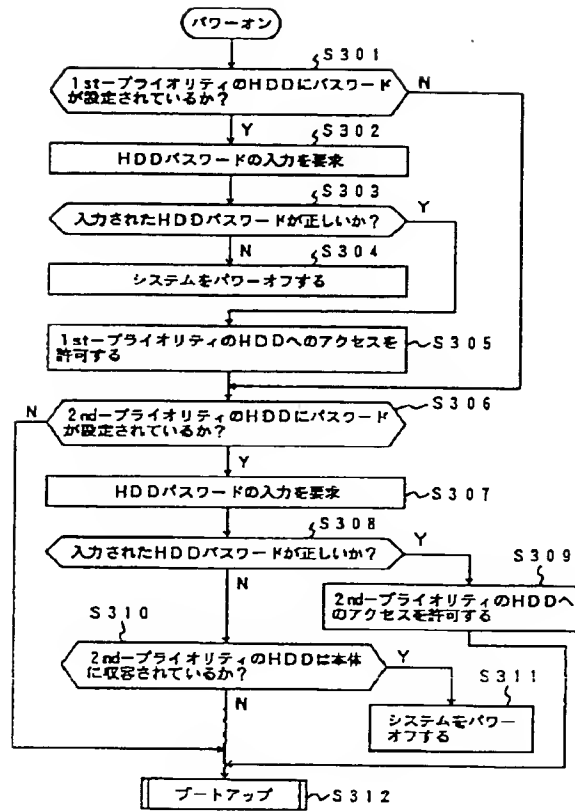 パワーオン
S301
1st－プライオリティのHDDにパスワード
が設定されているか？
N
Y
S302
HDDパスワードの入力を要求
S303
入力されたHDDパスワードが正しいか？
Y
N
S304
システムをパワーオフする
1st－プライオリティのHDDへのアクセスを
許可する
S305
N
S306
2nd－プライオリティのHDDにパスワード
が設定されているか？
Y
HDDパスワードの入力を要求
S307
S308
入力されたHDDパスワードが正しいか？
Y
N
S309
2nd－プライオリティのHDDへ
のアクセスを許可する
S310
2nd－プライオリティのHDDは本体
に収容されているか？
Y
N
S311
システムをパワー
オフする
ブートアップ
S312